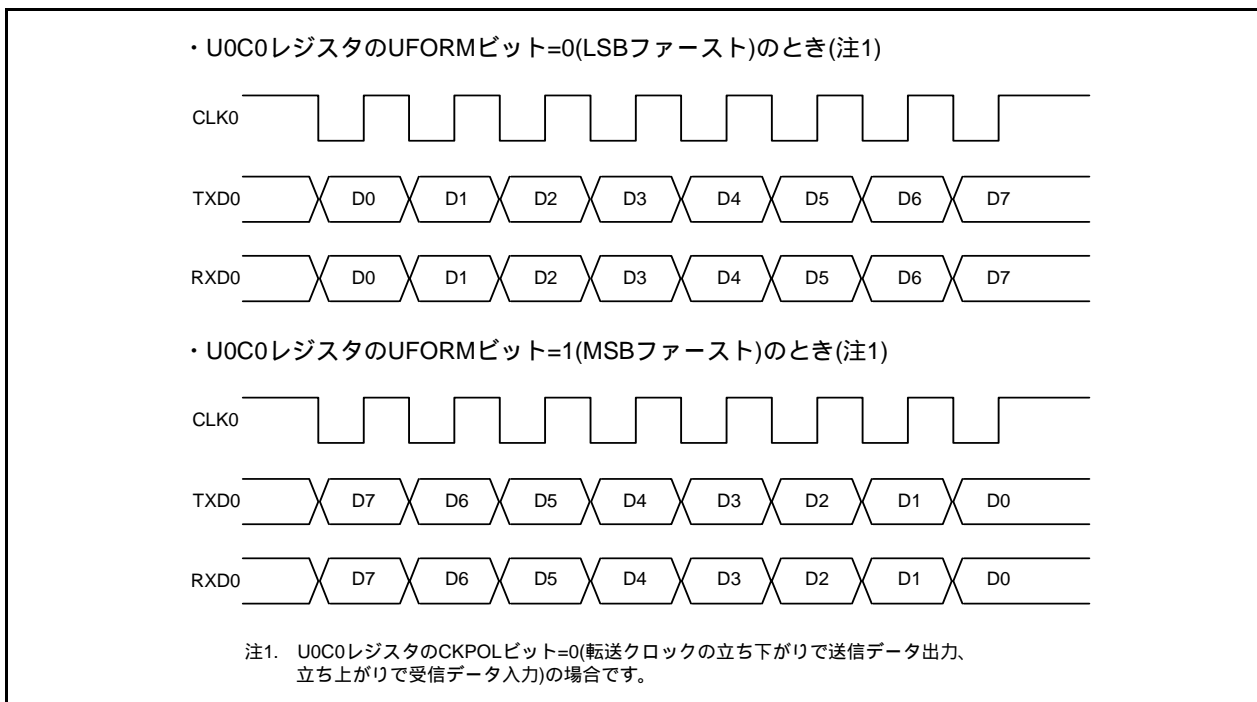 ・U0C0レジスタのUFORMビット=0(LSBファースト)のとき(注1)
CLK0
TXD0 D0 D1 D2 D3 D4 D5 D6 D7
RXD0 D0 D1 D2 D3 D4 D5 D6 D7
・U0C0レジスタのUFORMビット=1(MSBファースト)のとき(注1)
CLK0
TXD0 D7 D6 D5 D4 D3 D2 D1 D0
RXD0 D7 D6 D5 D4 D3 D2 D1 D0
注1. U0C0レジスタのCKPOLビット=0(転送クロックの立ち下がりで送信データ出力、
立ち上がりで受信データ入力)の場合です。